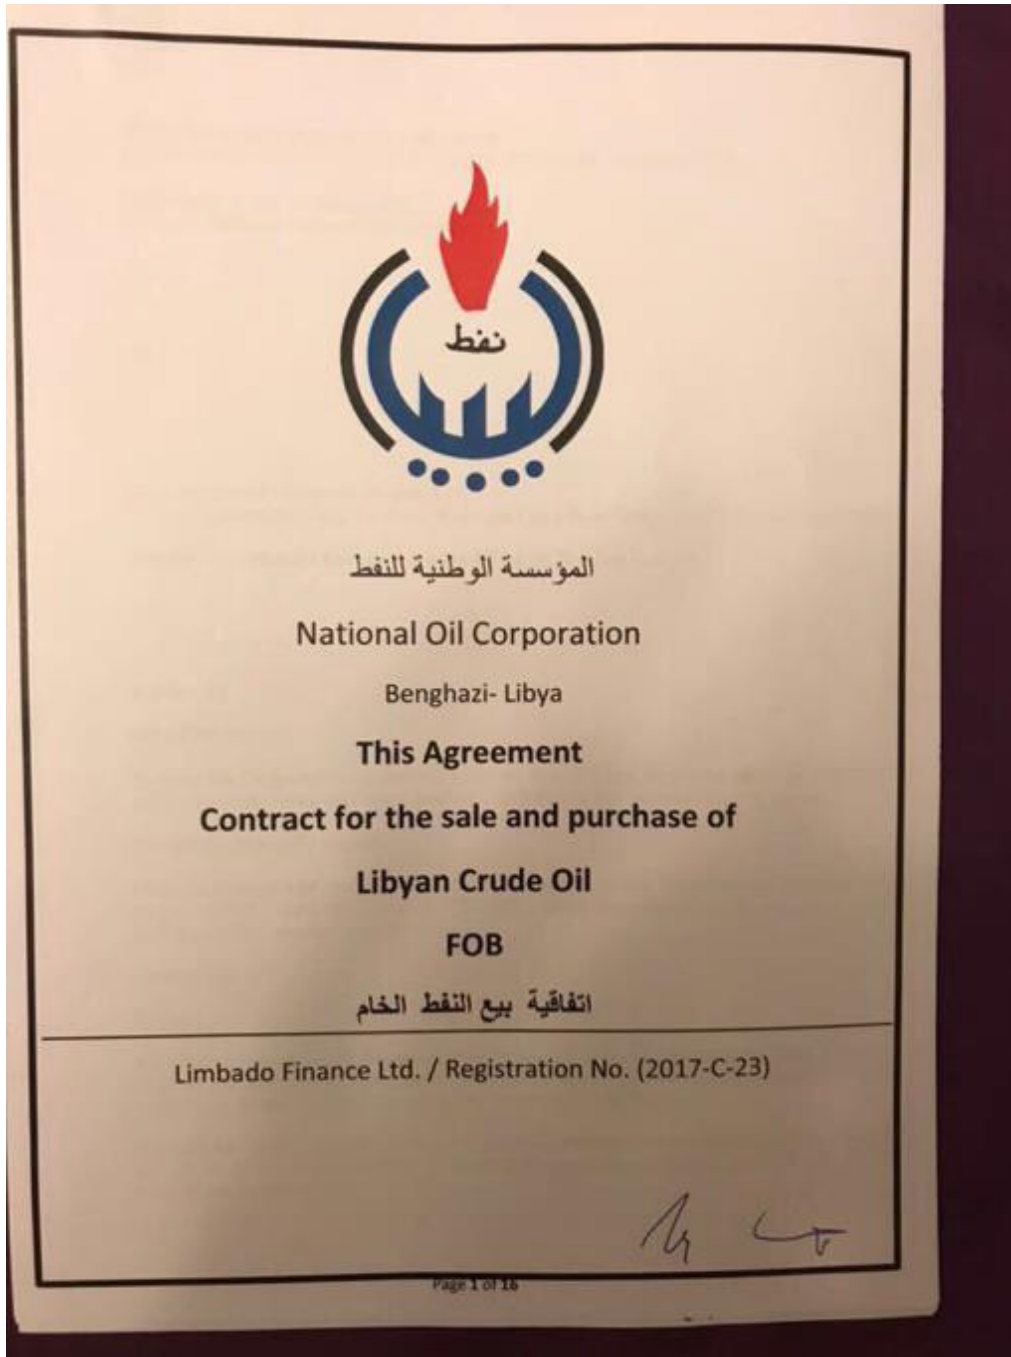 نفط
ليبيا
المؤسسة الوطنية للنفط
National Oil Corporation
Benghazi- Libya
This Agreement
Contract for the sale and purchase of
Libyan Crude Oil
FOB
اتفاقية بيع النفط الخام
Limbado Finance Ltd. / Registration No. (2017-C-23)
Page 1 of 16